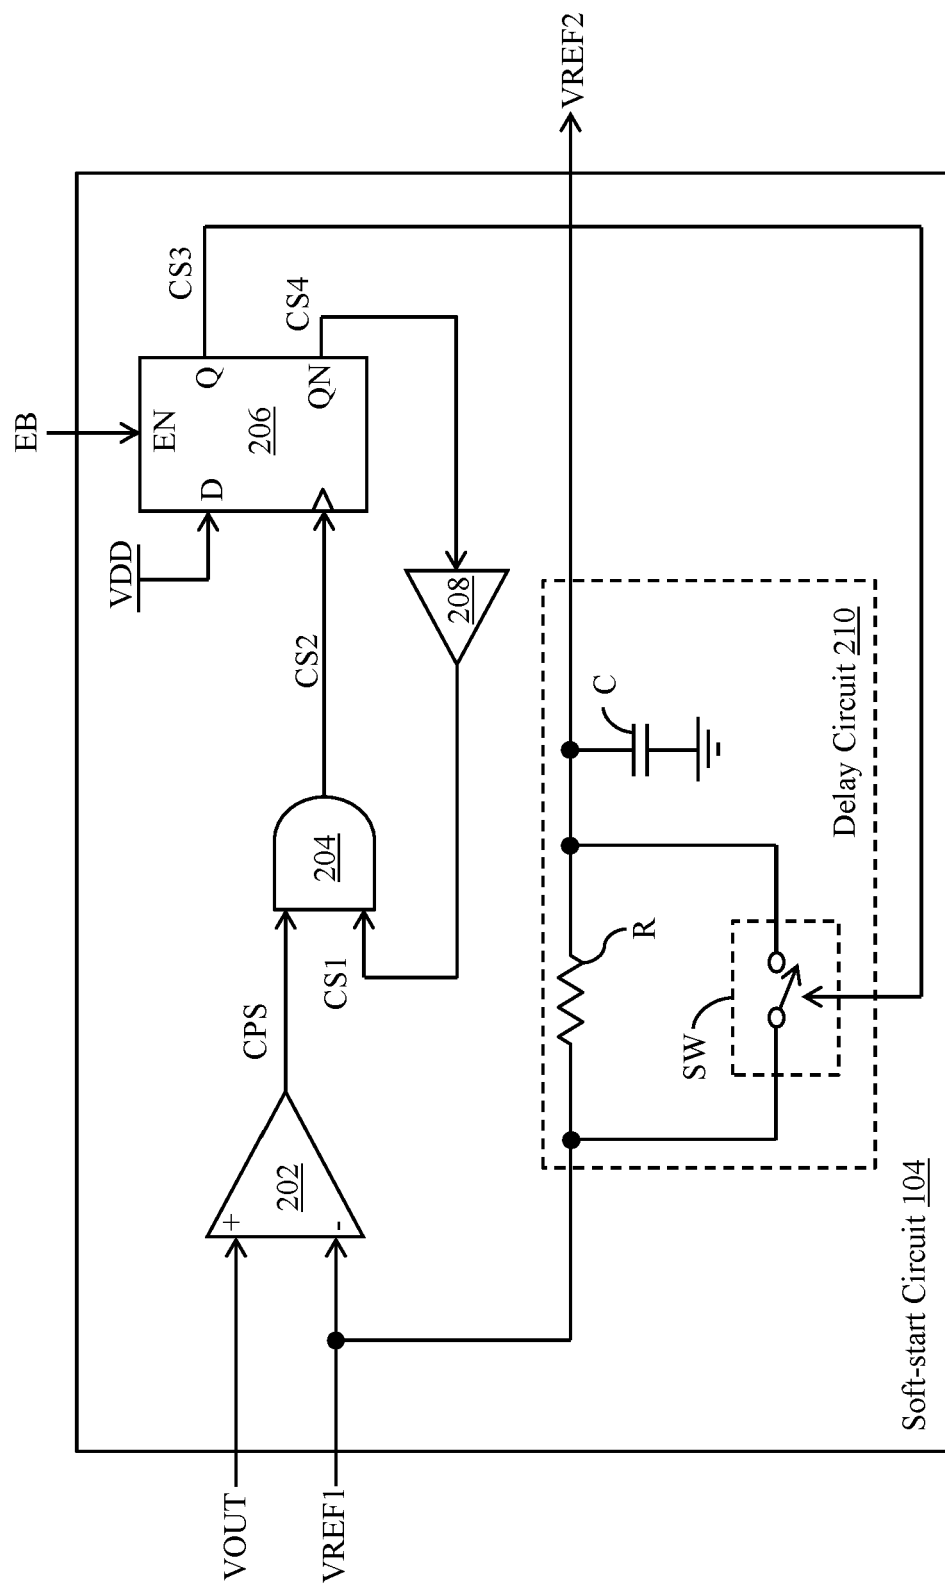 EB
VDD
EN
D
Q
206
QN
CS3
CS4
CS2
208
204
CPS
CS1
VOUT
+
202
-
VREF1
VREF2
C
R
SW
Delay Circuit 210
Soft-start Circuit 104